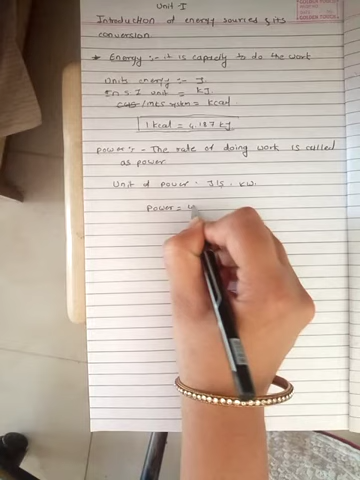 Unit - I
Introduction of energy sources & its
conversion
* Energy :- it is capacity to do the work
Units energy :- J.
In S.I unit = kJ.
/MKS system = kcal
1 kcal = 4.187 kJ
Power :- The rate of doing work is called
as power.
Unit of power : J/S . kW.
Power = w